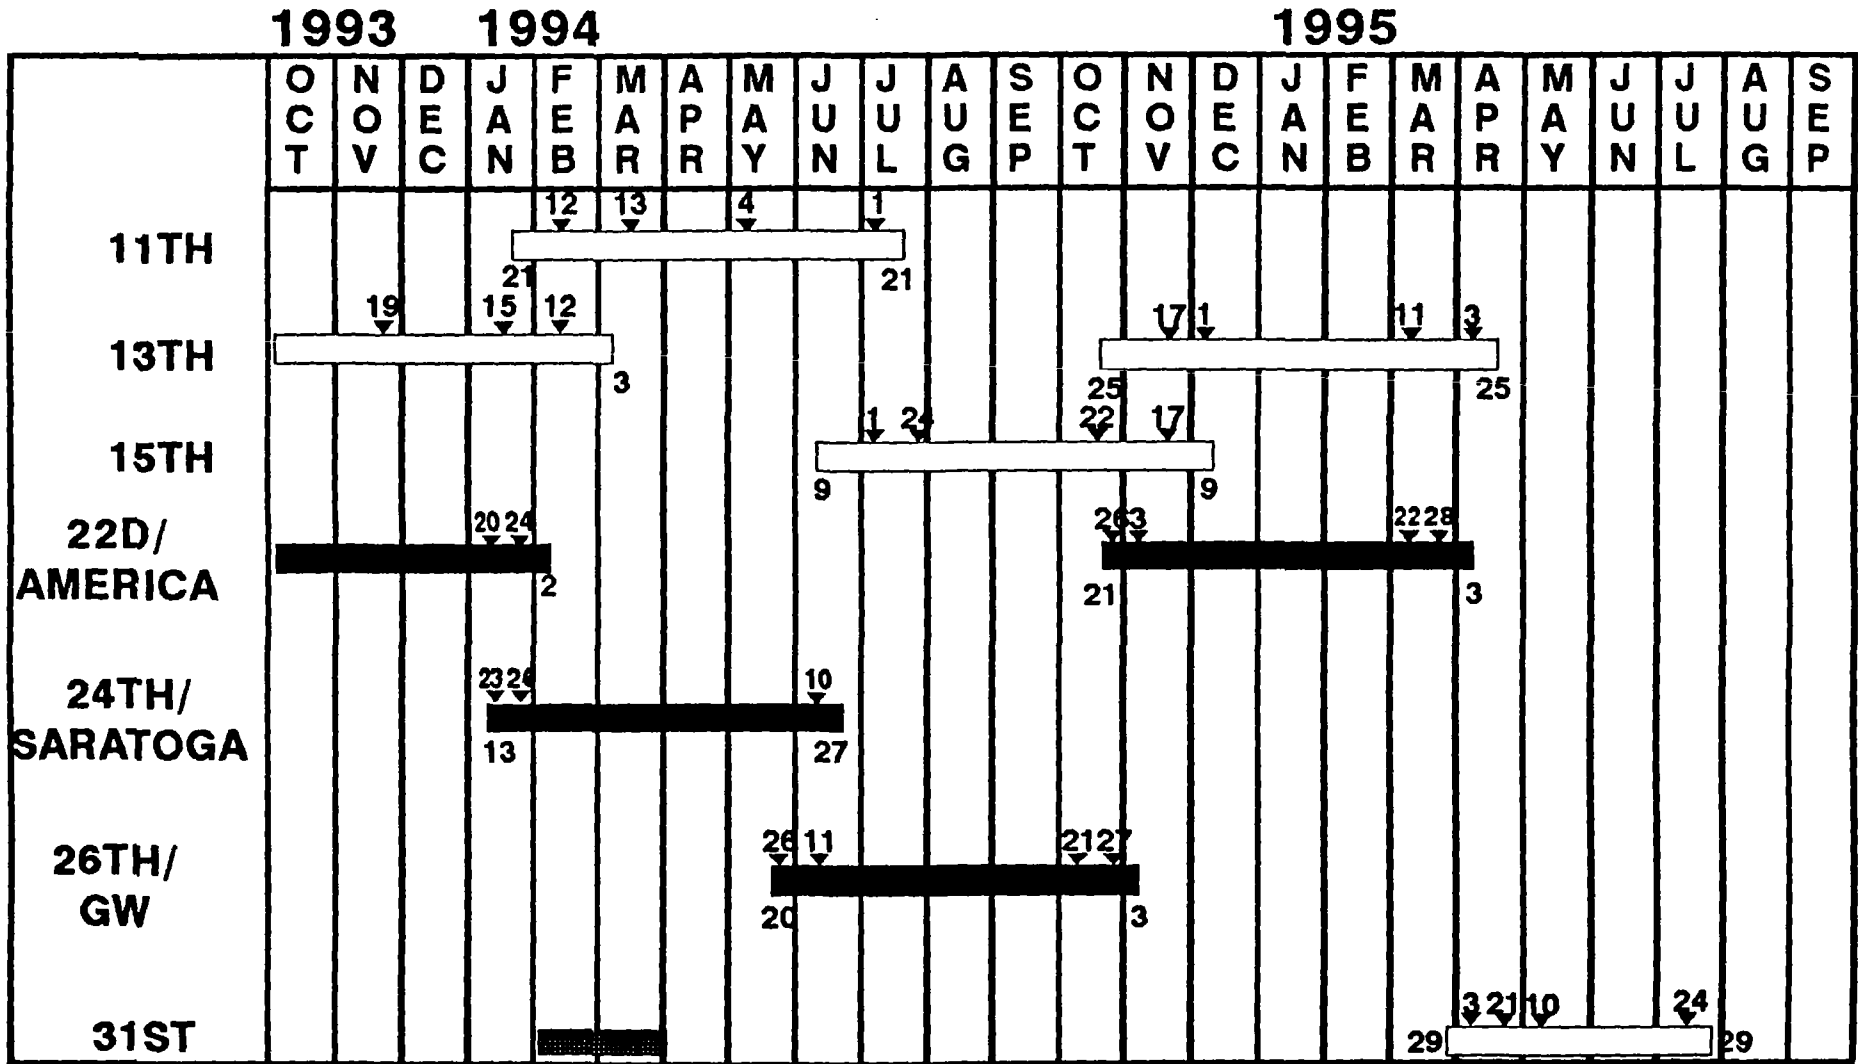 1993 1994 1995
OCT NOV DEC JAN FEB MAR APR MAY JUN JUL AUG SEP OCT NOV DEC JAN FEB MAR APR MAY JUN JUL AUG SEP
12 13 4 1
11TH
21 21
19 15 12 17 1 11 3
13TH
3 25 25
1 24 22 17
15TH
9 9
20 24 26 3 22 28
22D/
AMERICA
2 21 3
23 26 10
24TH/
SARATOGA
13 27
26 11 21 27
26TH/
GW
20 3
3 21 10 24
31ST
29 29